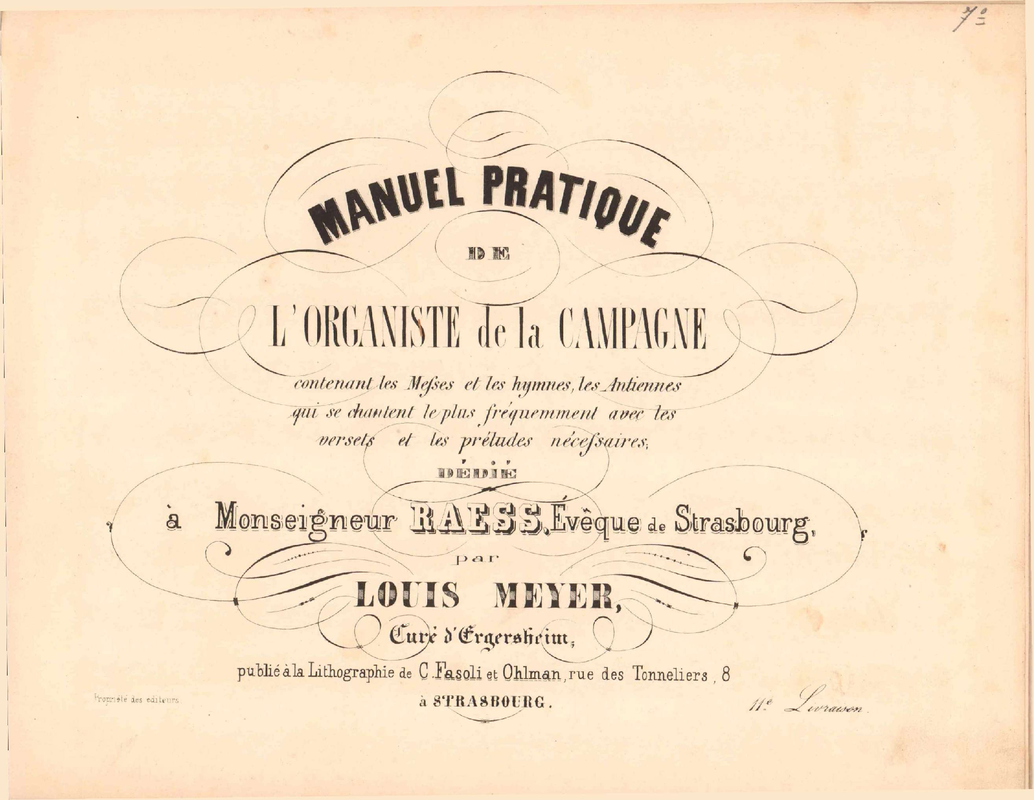 7º
MANUEL PRATIQUE
DE
L'ORGANISTE de la CAMPAGNE
contenant les Meſses et les hymnes, les Antiennes
qui se chantent le plus fréquemment avec les
versets et les préludes néceſsaires,
DÉDIÉ
à Monseigneur RAESS, Évêque de Strasbourg,
par
LOUIS MEYER,
Curé d'Ergersheim,
publié à la Lithographie de C. Fasoli et Ohlman, rue des Tonneliers, 8
à STRASBOURG.
Propriété des editeurs
11e Livraison.